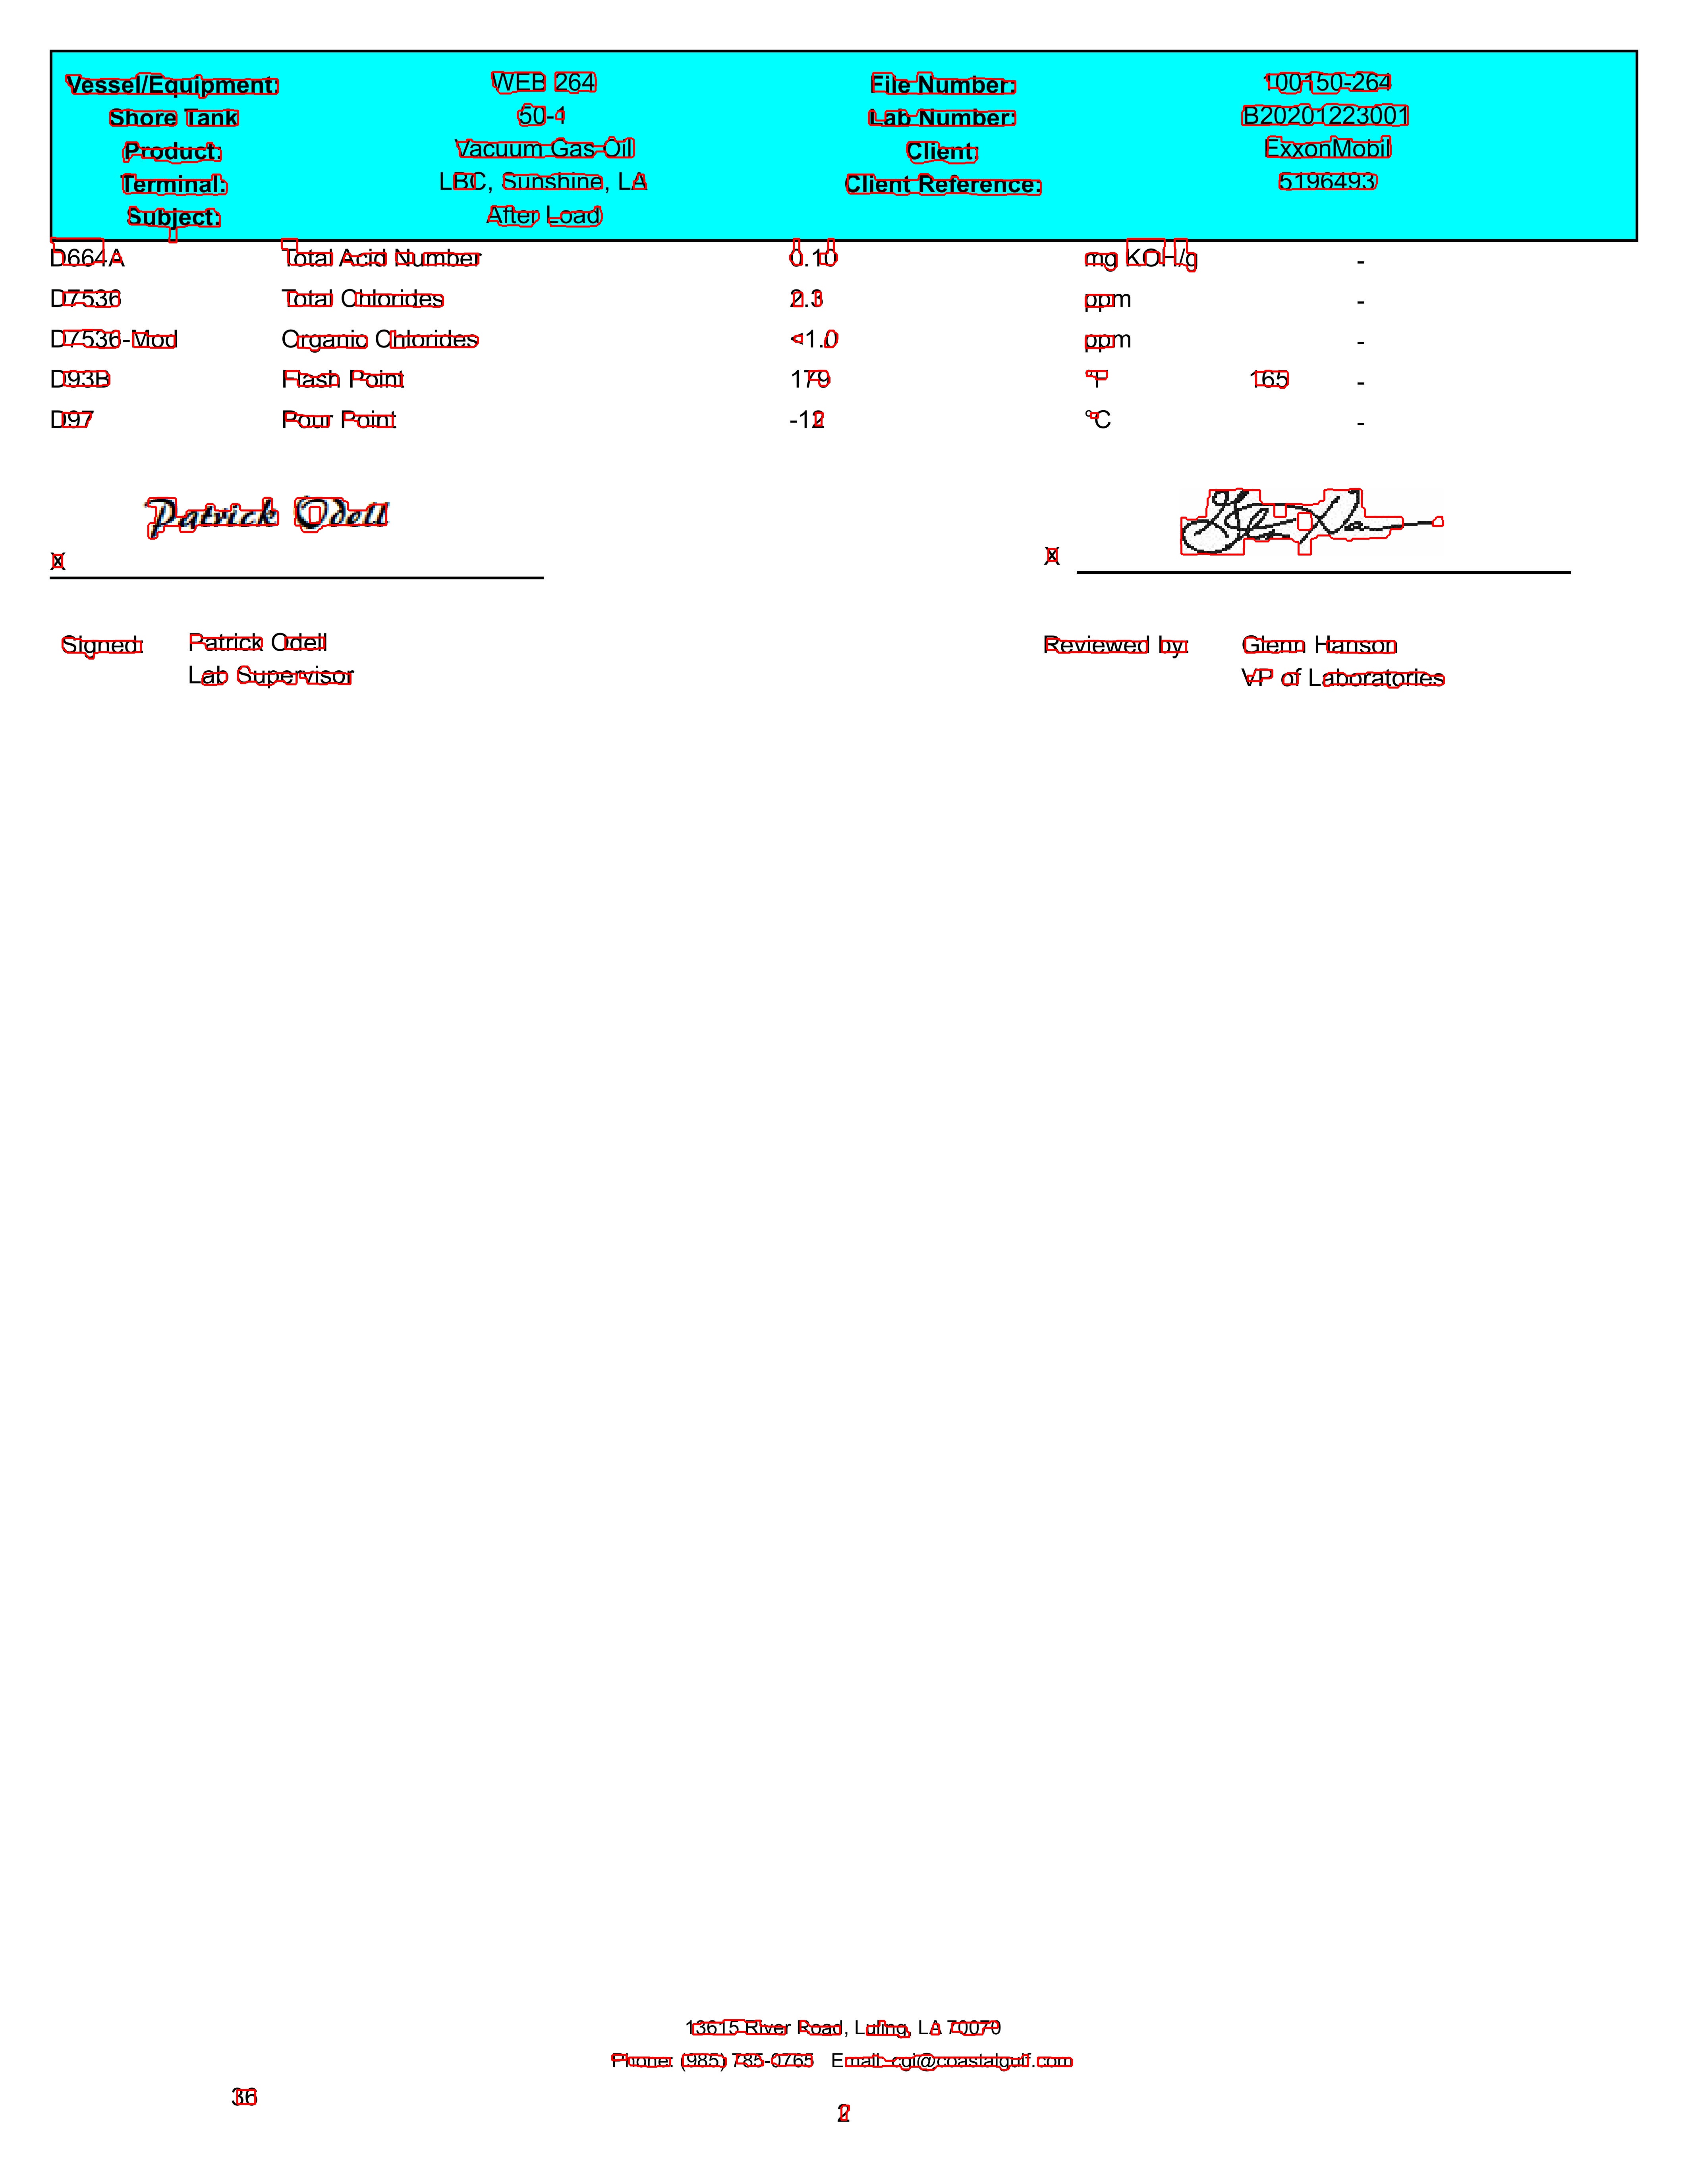 Vessel/Equipment: WEB 264 File Number: 100150-264
Shore Tank 50-4 Lab Number: B20201223001
Product: Vacuum Gas Oil Client: ExxonMobil
Terminal: LBC, Sunshine, LA Client Reference: 5196493
Subject: After Load
D664A Total Acid Number 0.10 mg KOH/g -
D7536 Total Chlorides 2.3 ppm -
D7536-Mod Organic Chlorides <1.0 ppm -
D93B Flash Point 179 °F 165 -
D97 Pour Point -12 °C -
Patrick Odell
X X
Signed: Patrick Odell Reviewed by: Glenn Hanson
Lab Supervisor VP of Laboratories
13615 River Road, Luling, LA 70070
Phone: (985) 785-0765 Email: cgi@coastalgulf.com
36
2